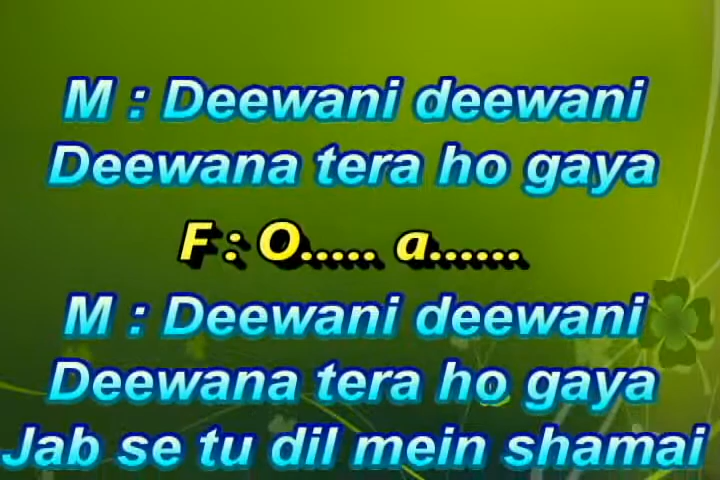 M : Deewani deewani
Deewana tera ho gaya
F : O..... a......
M : Deewani deewani
Deewana tera ho gaya
Jab se tu dil mein shamai